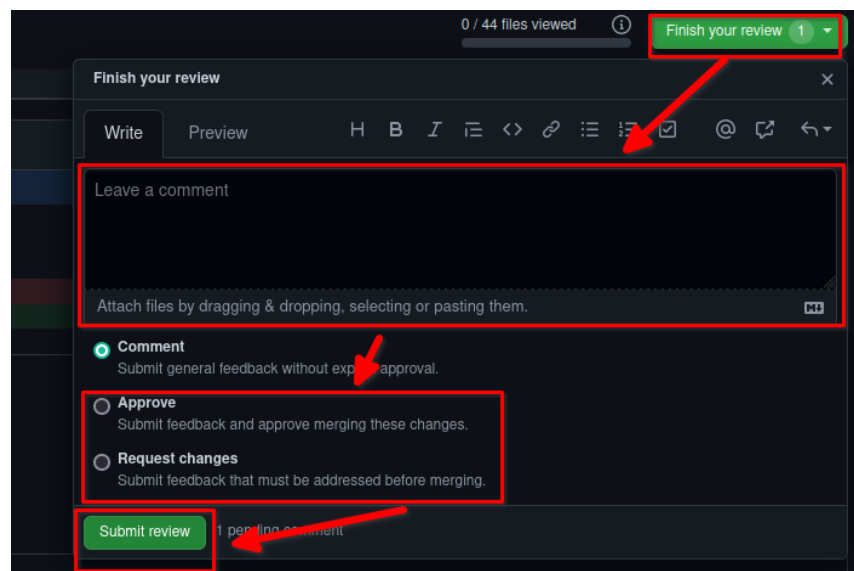 0 / 44 files viewed
Finish your review 1
Finish your review
Write Preview
Leave a comment
Attach files by dragging & dropping, selecting or pasting them.
Comment
Submit general feedback without explicit approval.
Approve
Submit feedback and approve merging these changes.
Request changes
Submit feedback that must be addressed before merging.
Submit review 1 pending comment